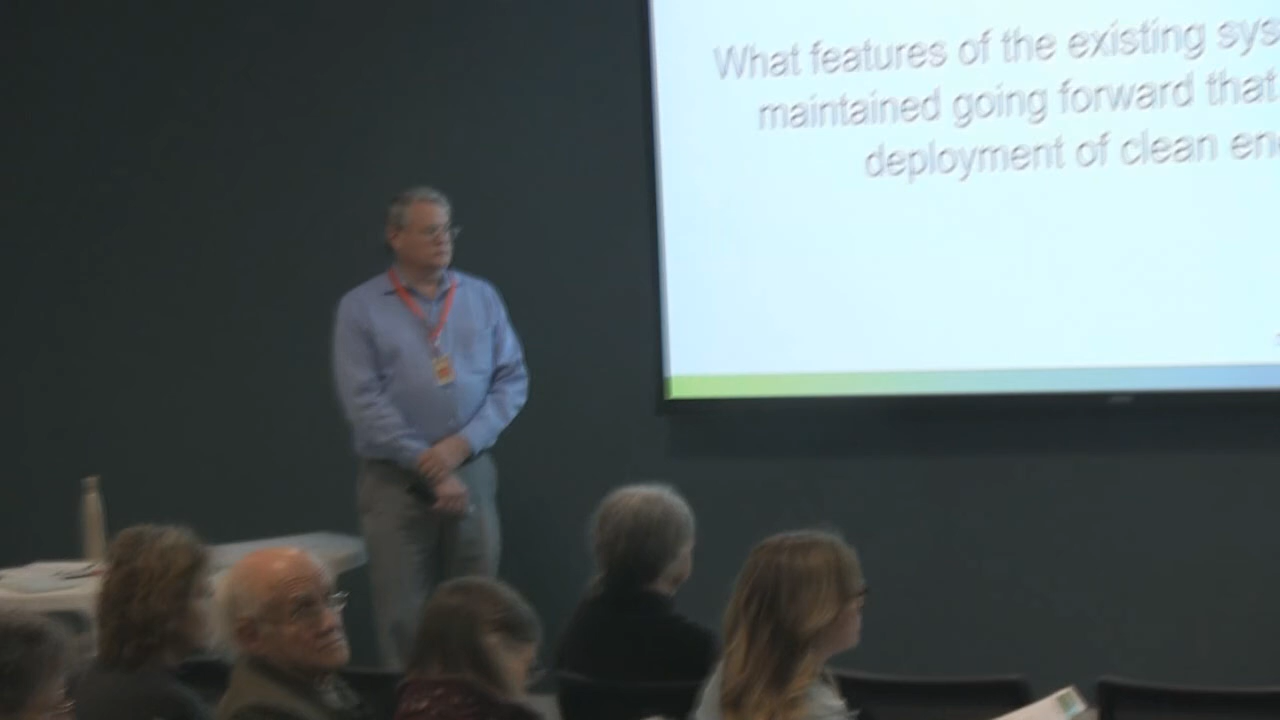 What features of the existing sys
maintained going forward that
deployment of clean en